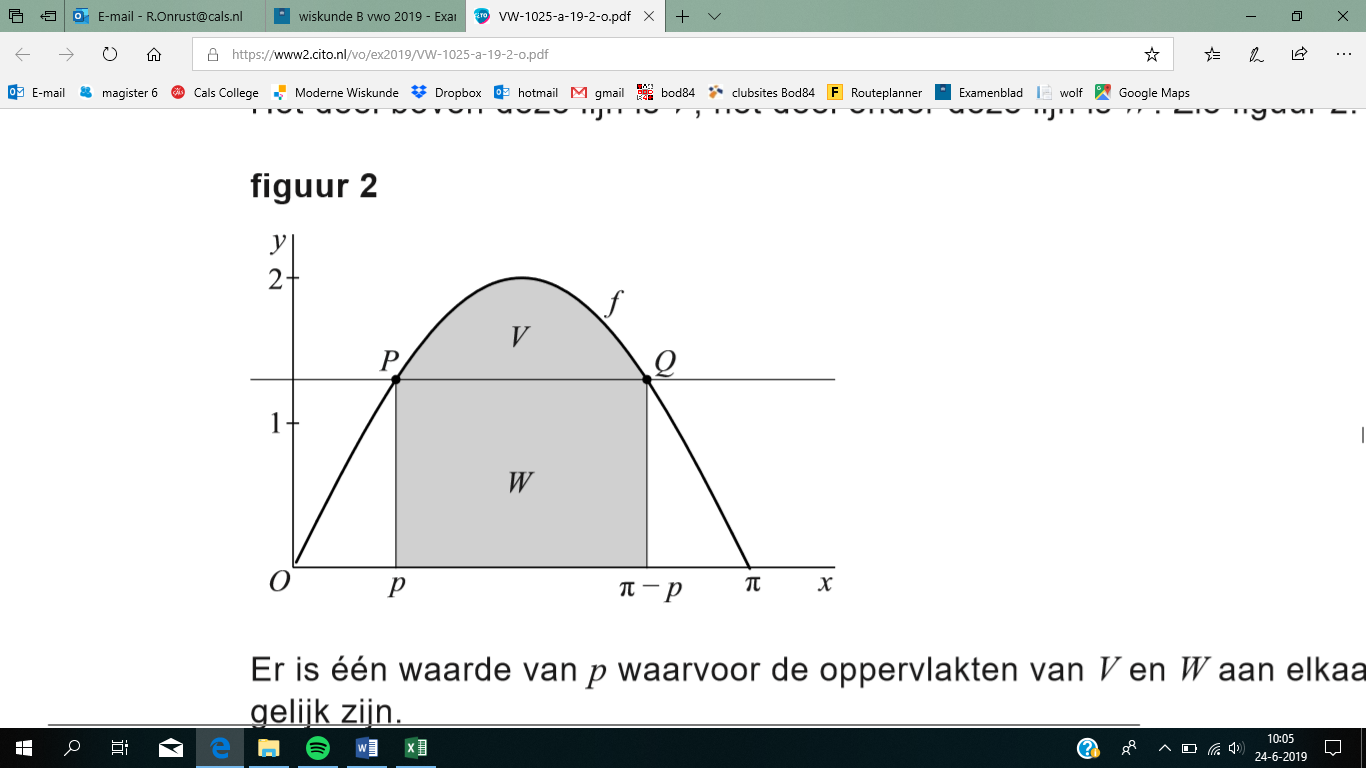 E-mail - R.Onrust@cals.nl
wiskunde B vwo 2019 - Exar
VW-1025-a-19-2-o.pdf
https://www2.cito.nl/vo/ex2019/VW-1025-a-19-2-o.pdf
E-mail magister 6 Cals College Moderne Wiskunde Dropbox hotmail gmail bod84 clubsites Bod84 Routeplanner Examenblad wolf Google Maps
figuur 2
y
2
f
V
P Q
1
W
O p π − p π x
Er is één waarde van p waarvoor de oppervlakten van V en W aan elkaa
gelijk zijn.
10:05
24-6-2019